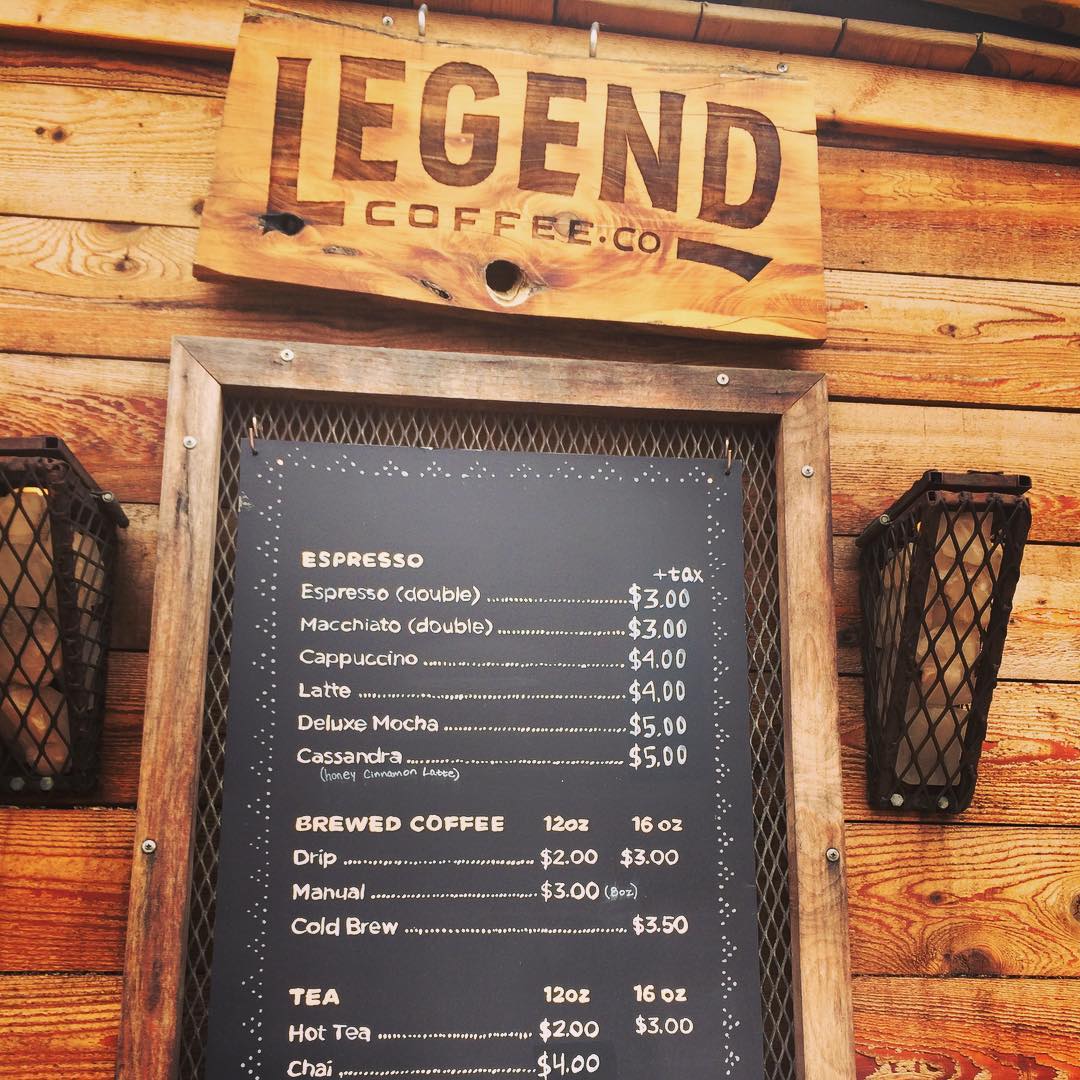 LEGEND
COFFEE·CO
ESPRESSO
+tax
Espresso (double) $3.00
Macchiato (double) $3.00
Cappuccino $4.00
Latte $4.00
Deluxe Mocha $5.00
Cassandra $5.00
(honey Cinnamon Latte)
BREWED COFFEE 12oz 16 oz
Drip $2.00 $3.00
Manual $3.00 (8oz)
Cold Brew $3.50
TEA 12oz 16 oz
Hot Tea $2.00 $3.00
Chai $4.00